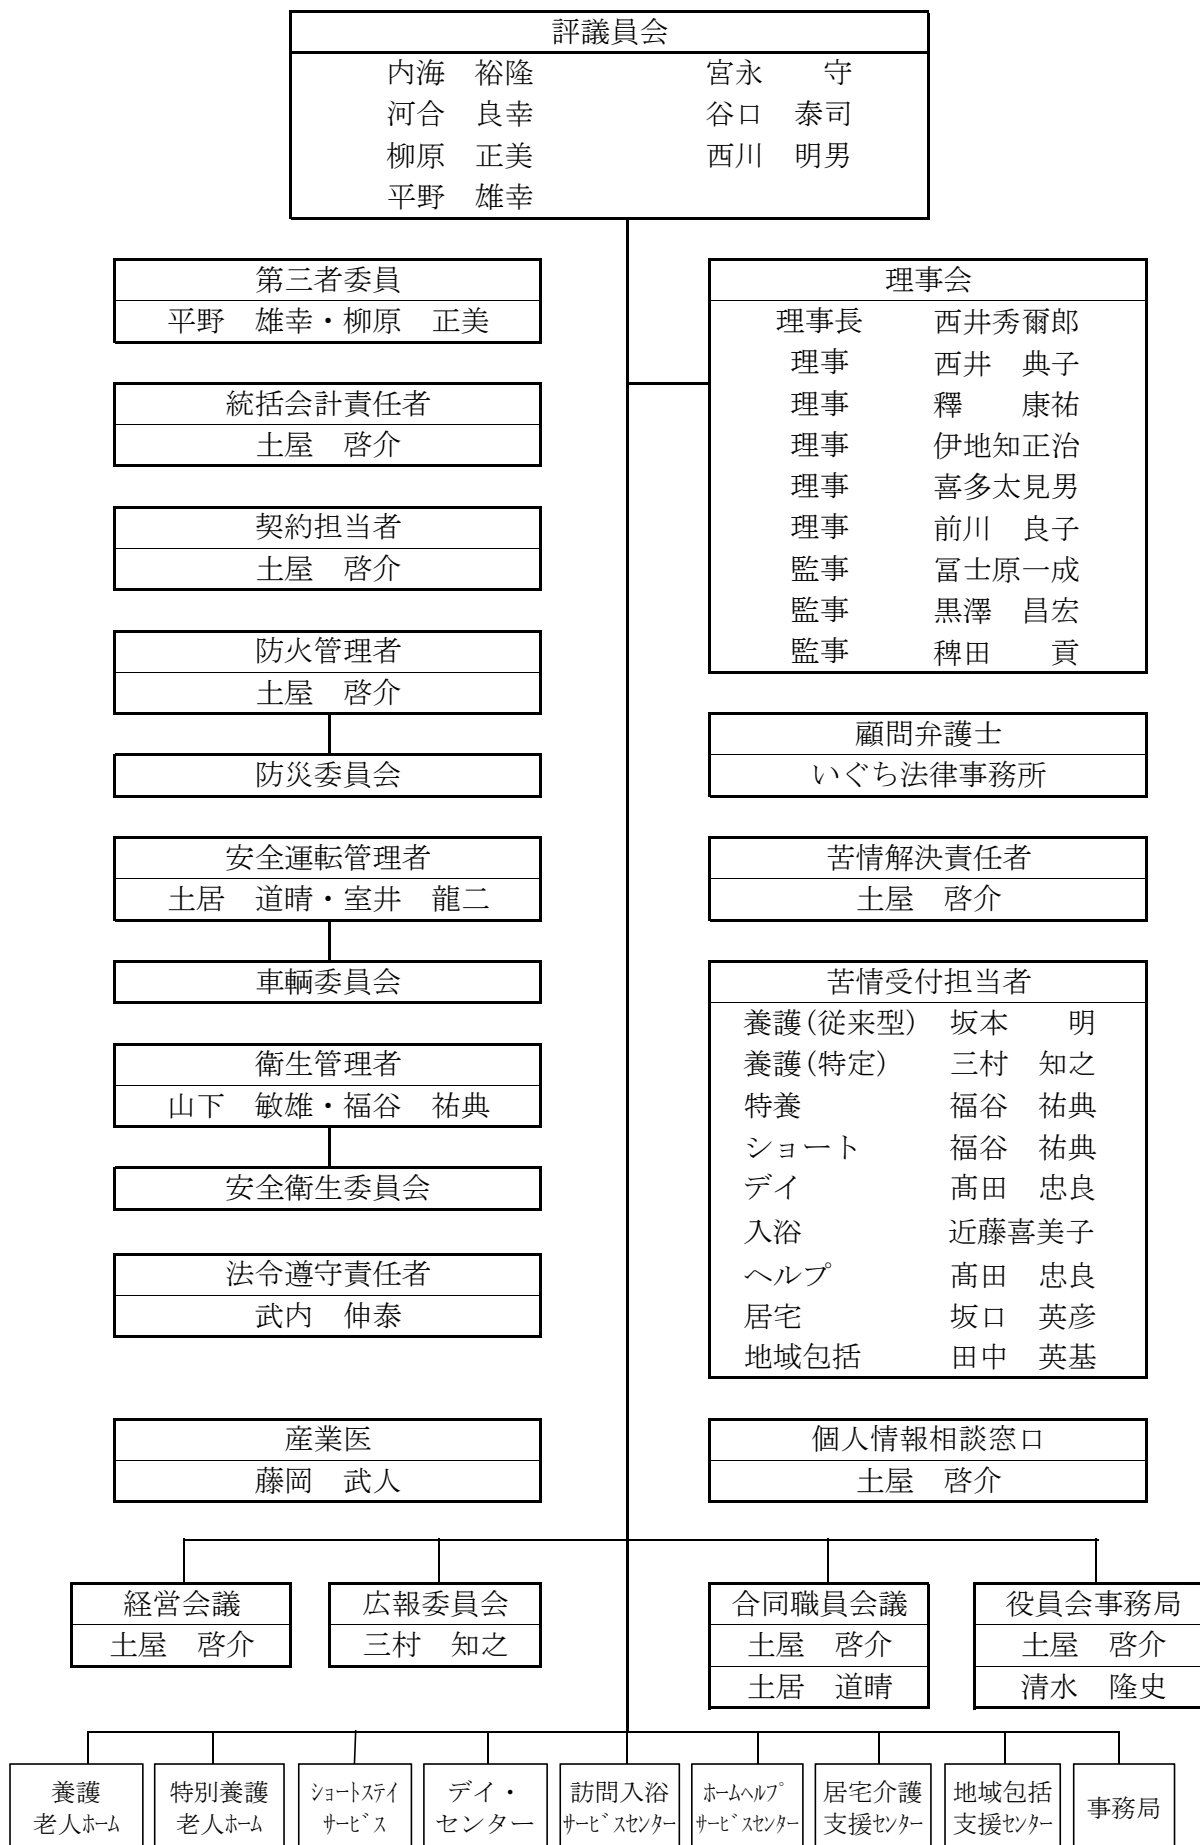 評議員会
内海　裕隆　宮永　　守
河合　良幸　谷口　泰司
柳原　正美　西川　明男
平野　雄幸
第三者委員
平野　雄幸・柳原　正美
統括会計責任者
土屋　啓介
契約担当者
土屋　啓介
防火管理者
土屋　啓介
防災委員会
安全運転管理者
土居　道晴・室井　龍二
車輌委員会
衛生管理者
山下　敏雄・福谷　祐典
安全衛生委員会
法令遵守責任者
武内　伸泰
産業医
藤岡　武人
理事会
理事長　西井秀爾郎
理事　西井　典子
理事　釋　　康祐
理事　伊地知正治
理事　喜多太見男
理事　前川　良子
監事　冨士原一成
監事　黒澤　昌宏
監事　稗田　　貢
顧問弁護士
いぐち法律事務所
苦情解決責任者
土屋　啓介
苦情受付担当者
養護(従来型)　坂本　　明
養護(特定)　三村　知之
特養　福谷　祐典
ショート　福谷　祐典
デイ　髙田　忠良
入浴　近藤喜美子
ヘルプ　髙田　忠良
居宅　坂口　英彦
地域包括　田中　英基
個人情報相談窓口
土屋　啓介
経営会議
土屋　啓介
広報委員会
三村　知之
合同職員会議
土屋　啓介
土居　道晴
役員会事務局
土屋　啓介
清水　隆史
養護
老人ﾎｰﾑ
特別養護
老人ﾎｰﾑ
ｼｮｰﾄｽﾃｲ
ｻｰﾋﾞｽ
デイ・
センター
訪問入浴
ｻｰﾋﾞｽｾﾝﾀｰ
ﾎｰﾑﾍﾙﾌﾟ
ｻｰﾋﾞｽｾﾝﾀｰ
居宅介護
支援ｾﾝﾀｰ
地域包括
支援ｾﾝﾀｰ
事務局